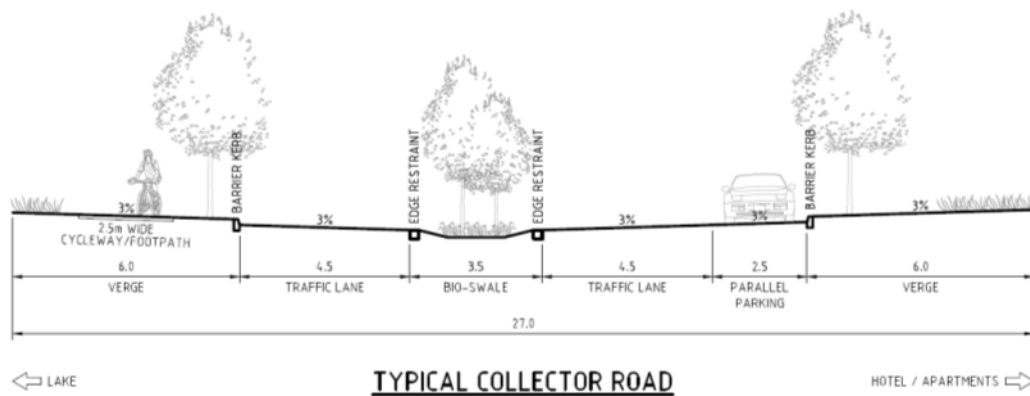 BARRIER KERB
EDGE RESTRAINT
EDGE RESTRAINT
BARRIER KERB
3%
3%
3%
3%
3%
2.5m WIDE
CYCLEWAY/FOOTPATH
6.0
4.5
3.5
4.5
2.5
6.0
VERGE
TRAFFIC LANE
BIO-SWALE
TRAFFIC LANE
PARALLEL
PARKING
VERGE
27.0
LAKE
TYPICAL COLLECTOR ROAD
HOTEL / APARTMENTS